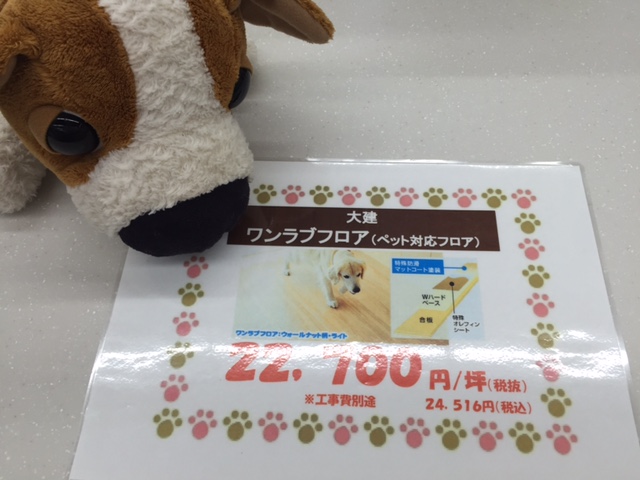 大建
ワンラブフロア(ペット対応フロア)
特殊防滑
マットコート塗装
Wハード
ベース
合板
特殊
オレフィン
シート
ワンラブフロア:ウォールナット柄・ライト
22.700円/坪(税抜)
※工事費別途 24.516円(税込)